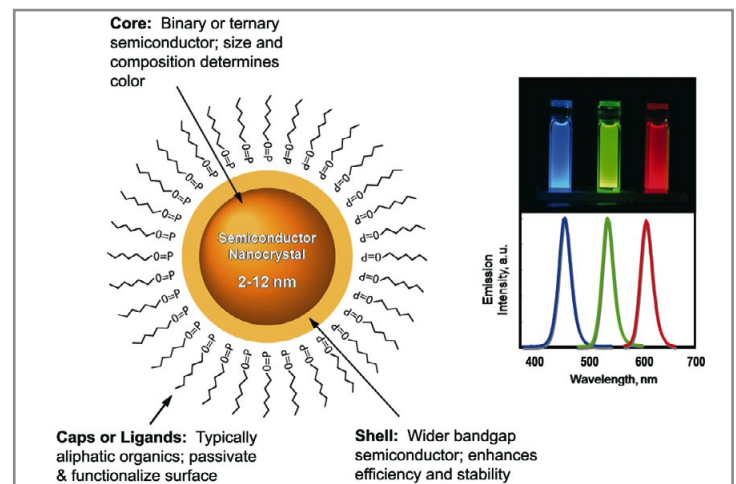 Core: Binary or ternary
semiconductor; size and
composition determines
color
Semiconductor
Nanocrystal
2-12 nm
Caps or Ligands: Typically
aliphatic organics; passivate
& functionalize surface
Shell: Wider bandgap
semiconductor; enhances
efficiency and stability
Emission
Intensity, a.u.
400 500 600 700
Wavelength, nm
O=P
O=P
O=P
O=P
O=P
O=P
O=P